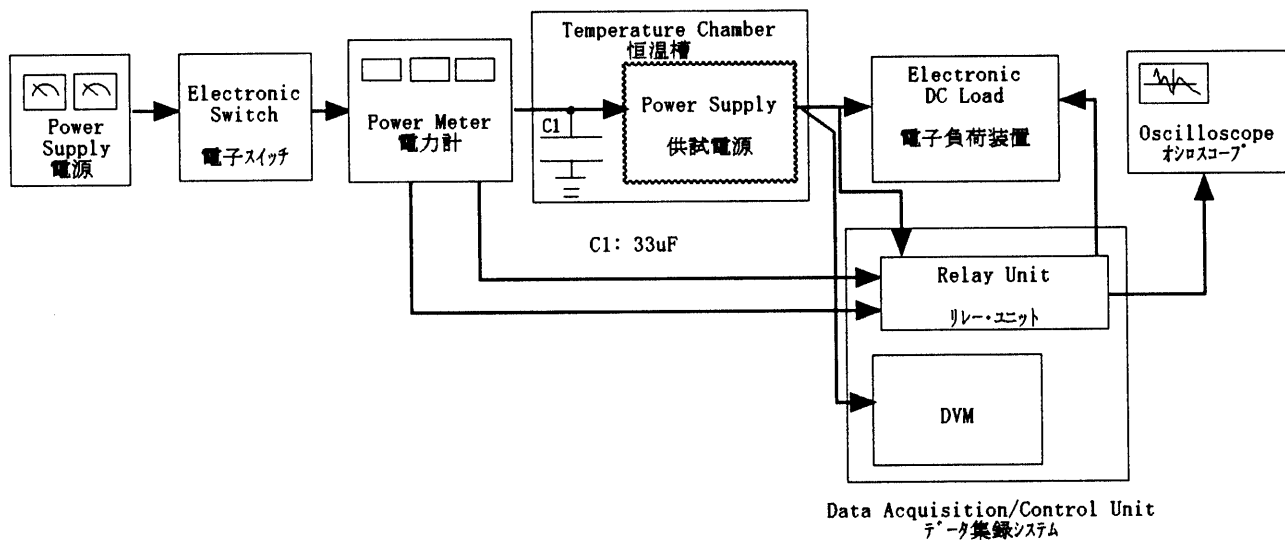 Power
Supply
電源
Electronic
Switch
電子スイッチ
Power Meter
電力計
Temperature Chamber
恒温槽
C1
Power Supply
供試電源
Electronic
DC Load
電子負荷装置
Oscilloscope
オシロスコープ
C1: 33uF
Relay Unit
リレー・ユニット
DVM
Data Acquisition/Control Unit
データ集録システム